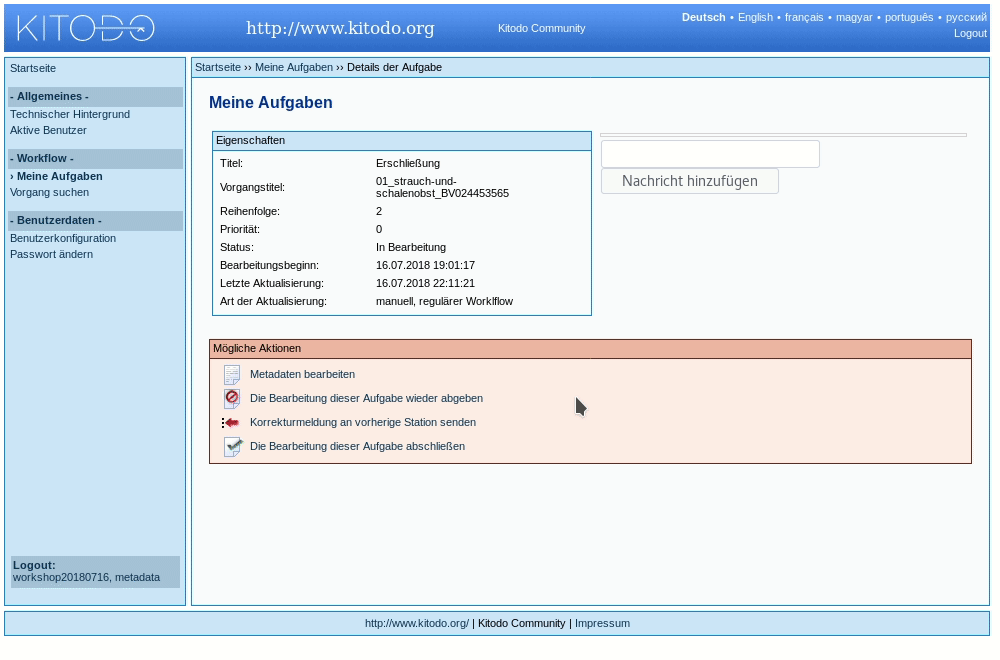 KITODO
http://www.kitodo.org
Kitodo Community
Deutsch • English • français • magyar • português • русский
Logout
Startseite
- Allgemeines -
Technischer Hintergrund
Aktive Benutzer
- Workflow -
› Meine Aufgaben
Vorgang suchen
- Benutzerdaten -
Benutzerkonfiguration
Passwort ändern
Logout:
workshop20180716, metadata
Startseite ›› Meine Aufgaben ›› Details der Aufgabe
Meine Aufgaben
Eigenschaften
Titel: Erschließung
Vorgangstitel: 01_strauch-und-
schalenobst_BV024453565
Reihenfolge: 2
Priorität: 0
Status: In Bearbeitung
Bearbeitungsbeginn: 16.07.2018 19:01:17
Letzte Aktualisierung: 16.07.2018 22:11:21
Art der Aktualisierung: manuell, regulärer Worklflow
Nachricht hinzufügen
Mögliche Aktionen
Metadaten bearbeiten
Die Bearbeitung dieser Aufgabe wieder abgeben
Korrekturmeldung an vorherige Station senden
Die Bearbeitung dieser Aufgabe abschließen
http://www.kitodo.org/ | Kitodo Community | Impressum